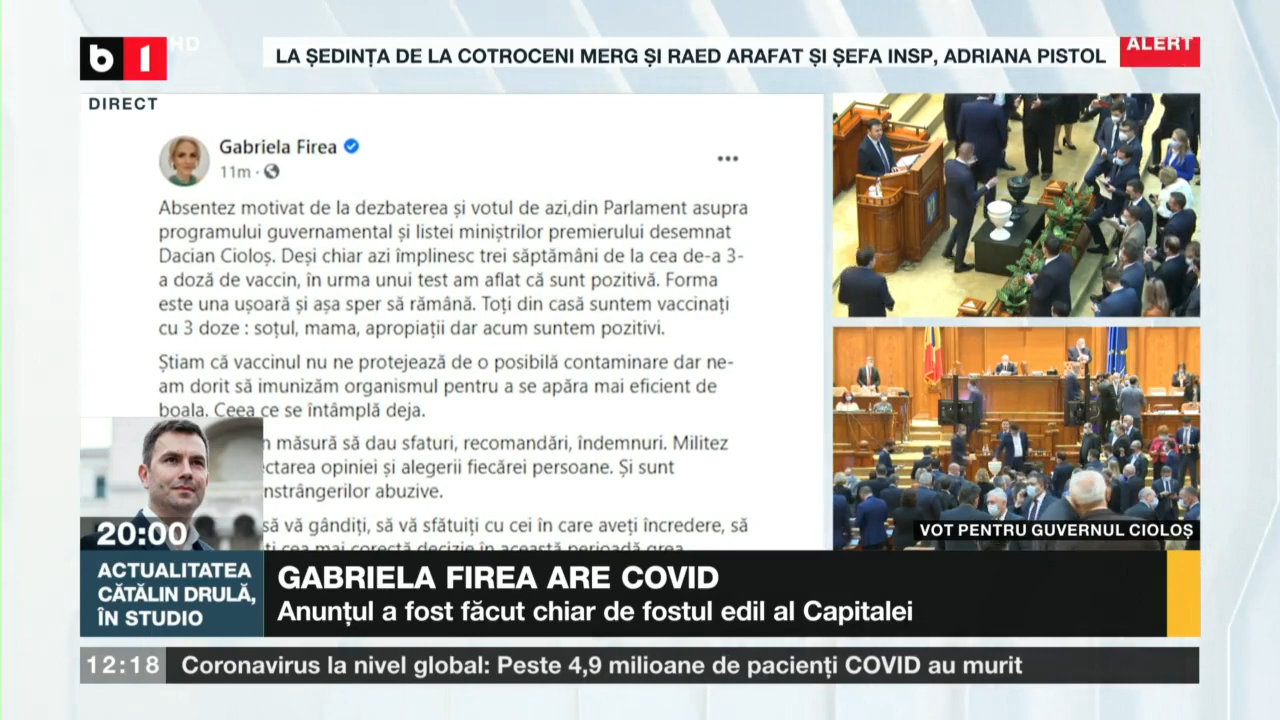 b1 HD
LA ȘEDINȚA DE LA COTROCENI MERG ȘI RAED ARAFAT ȘI ȘEFA INSP, ADRIANA PISTOL
ALERT
DIRECT
Gabriela Firea
11m ·
Absentez motivat de la dezbaterea și votul de azi,din Parlament asupra
programului guvernamental și listei miniștrilor premierului desemnat
Dacian Cioloș. Deși chiar azi împlinesc trei săptămâni de la cea de-a 3-
a doză de vaccin, în urma unui test am aflat că sunt pozitivă. Forma
este una ușoară și așa sper să rămână. Toți din casă suntem vaccinați
cu 3 doze : soțul, mama, apropiații dar acum suntem pozitivi.
Știam că vaccinul nu ne protejează de o posibilă contaminare dar ne-
am dorit să imunizăm organismul pentru a se apăra mai eficient de
boala. Ceea ce se întâmplă deja.
măsură să dau sfaturi, recomandări, îndemnuri. Militez
opiniei și alegerii fiecărei persoane. Și sunt
abuzive.
să vă gândiți, să vă sfătuiți cu cei în care aveți încredere, să
cea mai corectă decizie în această perioadă grea
VOT PENTRU GUVERNUL CIOLOȘ
20:00
ACTUALITATEA
CĂTĂLIN DRULĂ,
ÎN STUDIO
GABRIELA FIREA ARE COVID
Anunțul a fost făcut chiar de fostul edil al Capitalei
12:18 Coronavirus la nivel global: Peste 4,9 milioane de pacienți COVID au murit